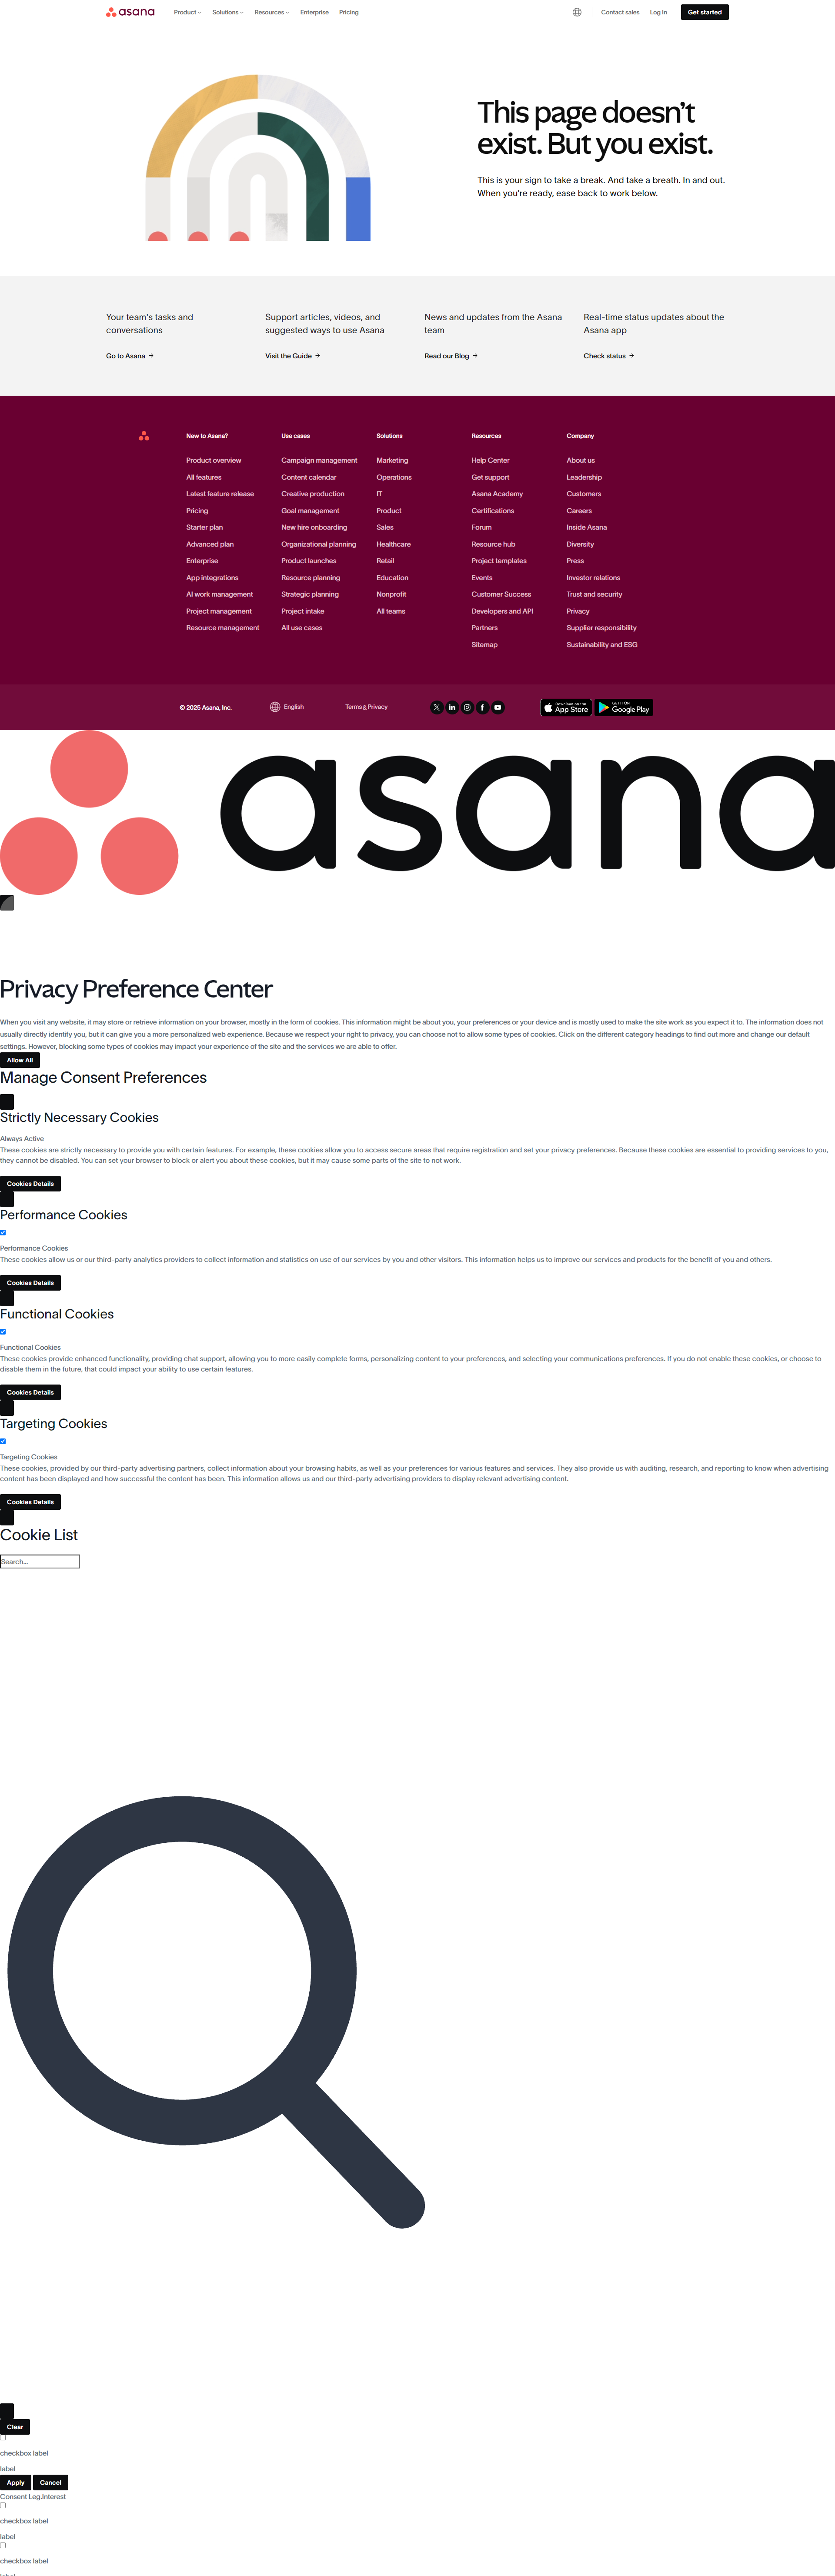 asana
Product
Solutions
Resources
Enterprise
Pricing
Contact sales
Log In
Get started
This page doesn't
exist. But you exist.
This is your sign to take a break. And take a breath. In and out.
When you're ready, ease back to work below.
Your team's tasks and
conversations
Go to Asana →
Support articles, videos, and
suggested ways to use Asana
Visit the Guide →
News and updates from the Asana
team
Read our Blog →
Real-time status updates about the
Asana app
Check status →
New to Asana?
Product overview
All features
Latest feature release
Pricing
Starter plan
Advanced plan
Enterprise
App integrations
AI work management
Project management
Resource management
Use cases
Campaign management
Content calendar
Creative production
Goal management
New hire onboarding
Organizational planning
Product launches
Resource planning
Strategic planning
Project intake
All use cases
Solutions
Marketing
Operations
IT
Product
Sales
Healthcare
Retail
Education
Nonprofit
All teams
Resources
Help Center
Get support
Asana Academy
Certifications
Forum
Resource hub
Project templates
Events
Customer Success
Developers and API
Partners
Sitemap
Company
About us
Leadership
Customers
Careers
Inside Asana
Diversity
Press
Investor relations
Trust and security
Privacy
Supplier responsibility
Sustainability and ESG
© 2025 Asana, Inc.
English
Terms & Privacy
Download on the
App Store
GET IT ON
Google Play
asana
Privacy Preference Center
When you visit any website, it may store or retrieve information on your browser, mostly in the form of cookies. This information might be about you, your preferences or your device and is mostly used to make the site work as you expect it to. The information does not
usually directly identify you, but it can give you a more personalized web experience. Because we respect your right to privacy, you can choose not to allow some types of cookies. Click on the different category headings to find out more and change our default
settings. However, blocking some types of cookies may impact your experience of the site and the services we are able to offer.
Allow All
Manage Consent Preferences
Strictly Necessary Cookies
Always Active
These cookies are strictly necessary to provide you with certain features. For example, these cookies allow you to access secure areas that require registration and set your privacy preferences. Because these cookies are essential to providing services to you,
they cannot be disabled. You can set your browser to block or alert you about these cookies, but it may cause some parts of the site to not work.
Cookies Details
Performance Cookies
Performance Cookies
These cookies allow us or our third-party analytics providers to collect information and statistics on use of our services by you and other visitors. This information helps us to improve our services and products for the benefit of you and others.
Cookies Details
Functional Cookies
Functional Cookies
These cookies provide enhanced functionality, providing chat support, allowing you to more easily complete forms, personalizing content to your preferences, and selecting your communications preferences. If you do not enable these cookies, or choose to
disable them in the future, that could impact your ability to use certain features.
Cookies Details
Targeting Cookies
Targeting Cookies
These cookies, provided by our third-party advertising partners, collect information about your browsing habits, as well as your preferences for various features and services. They also provide us with auditing, research, and reporting to know when advertising
content has been displayed and how successful the content has been. This information allows us and our third-party advertising providers to display relevant advertising content.
Cookies Details
Cookie List
Search...
Clear
checkbox label
label
Apply
Cancel
Consent Leg.Interest
checkbox label
label
checkbox label